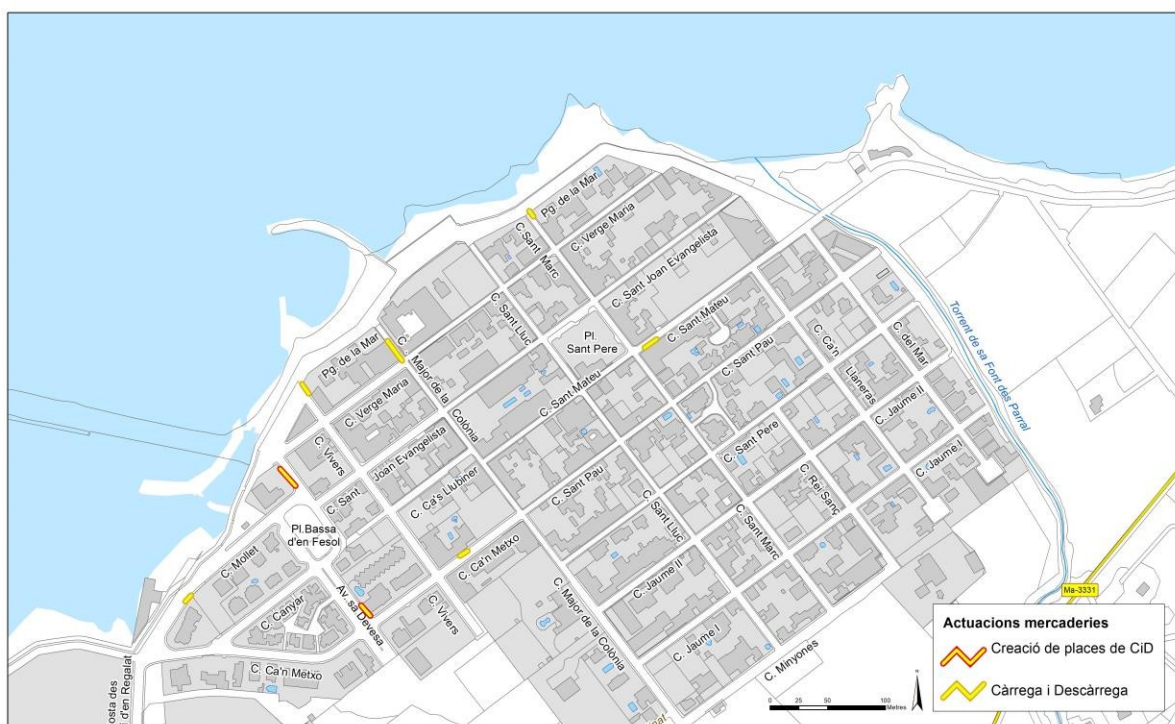 Pg. de la Mar
C. Verge Maria
C. Sant Marc
C. Sant Joan Evangelista
C. Sant Lluc
Pl.
Sant Pere
C. Sant Mateu
Torrent de sa Font des Parral
Pg. de la Mar
C. Major de la Colònia
C. Ca'n Llaneras
C. del Mar
C. Sant Pau
C. Verge Maria
C. Sant Mateu
C. Jaume II
C. Vivers
C. Sant Joan Evangelista
C. Sant Pere
C. Ca's Llubiner
C. Sant Pau
C. Jaume I
C. Rei Sanç
C. Sant Lluc
C. Sant Marc
Pl.Bassa
d'en Fesol
C. Mollet
C. Ca'n Metxo
C. Canyar
Av. sa Devesa
C. Vivers
C. Jaume II
C. Major de la Colònia
Ma-3331
C. Jaume I
C. Minyones
C. Ca'n Metxo
d'en Regalat
Actuacions mercaderies
Creació de places de CiD
Càrrega i Descàrrega
0 25 50 100
Metres